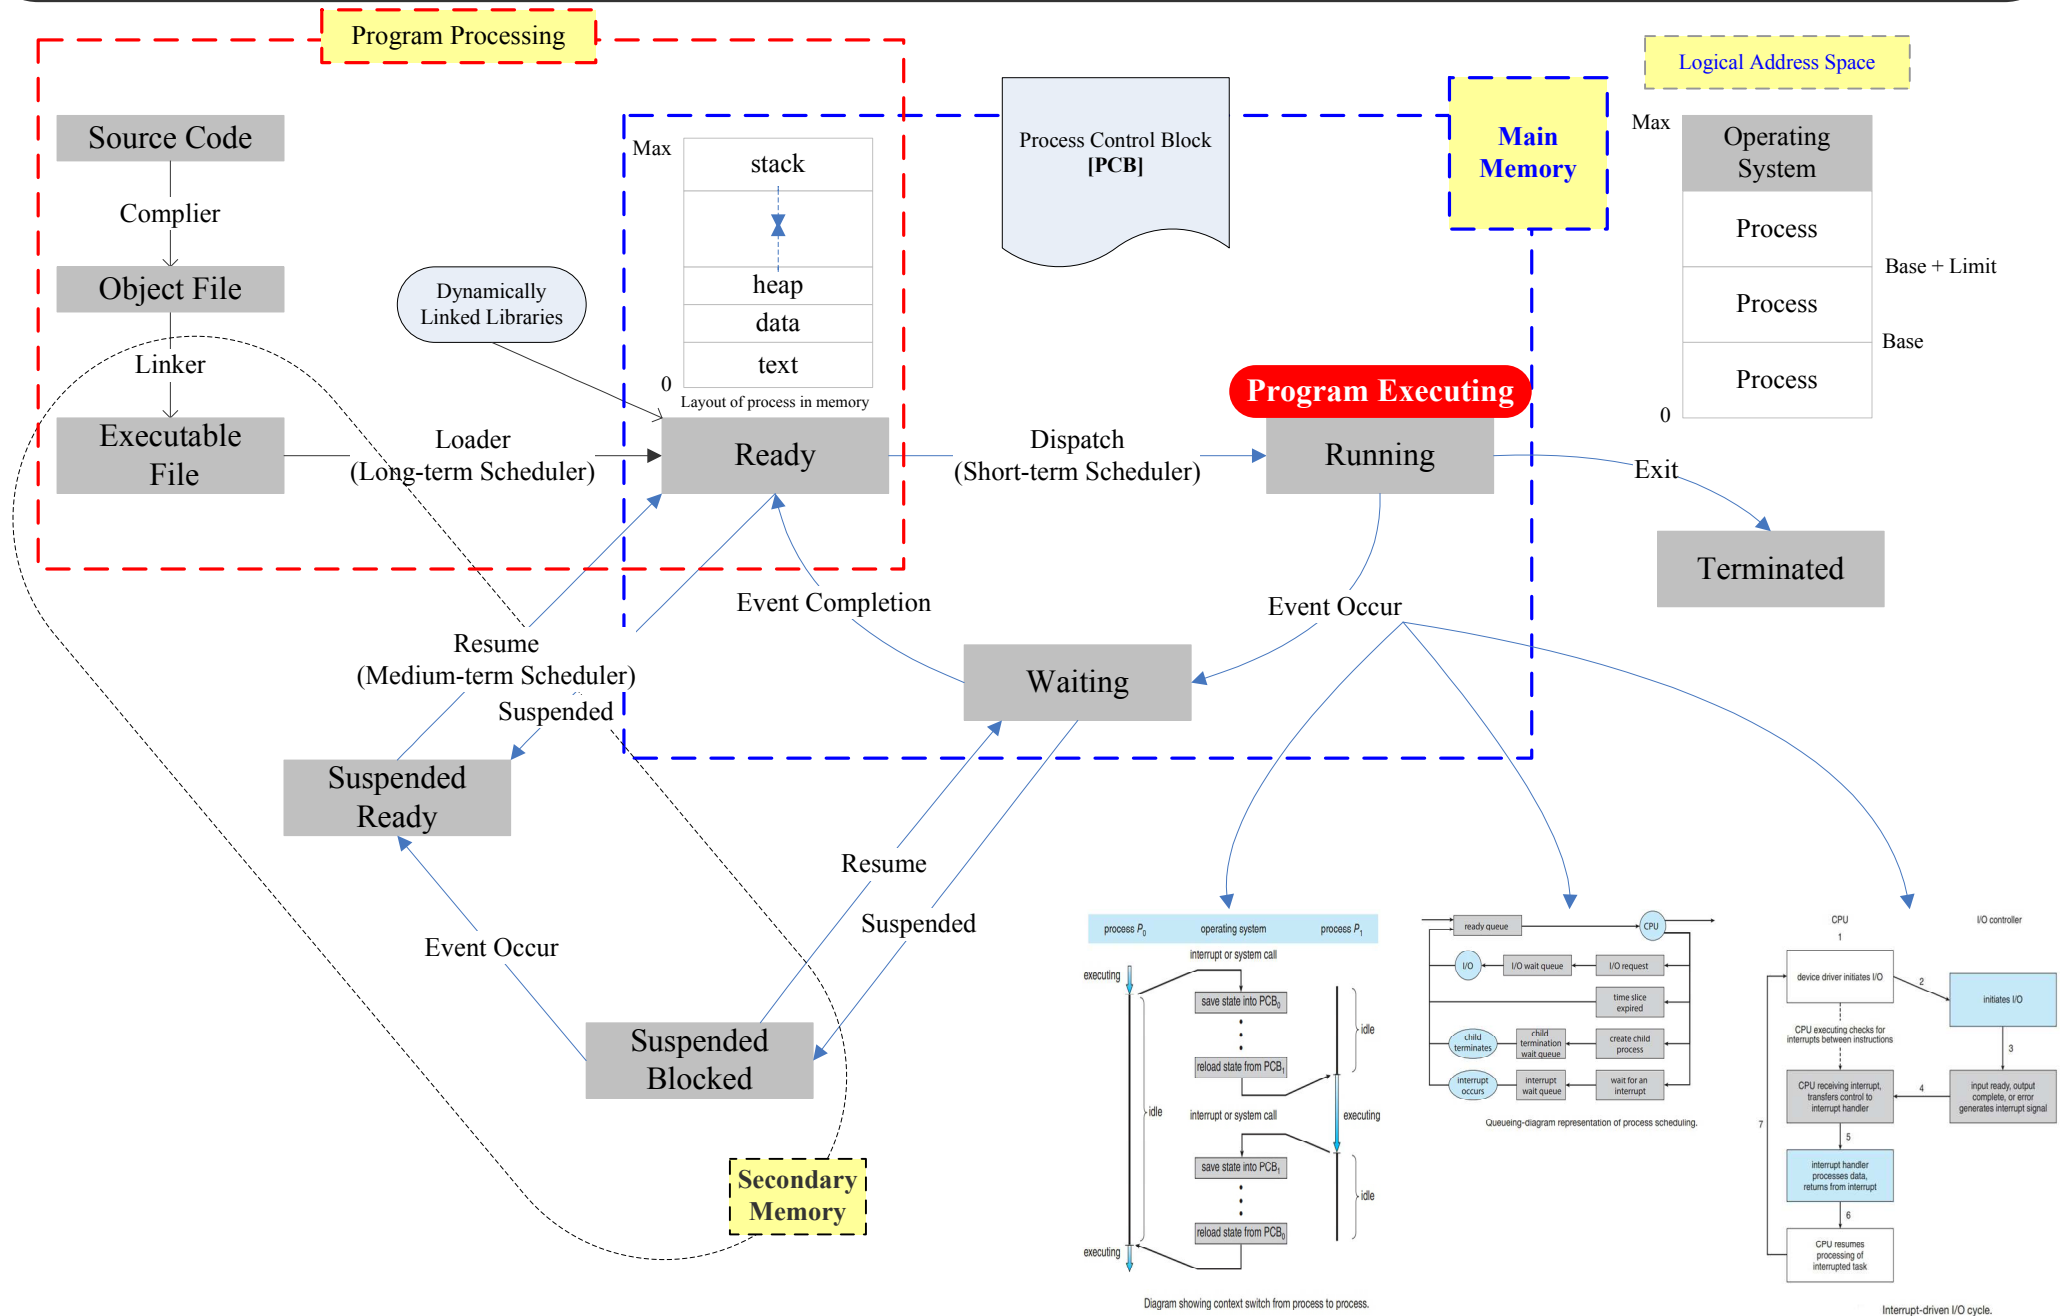 Program Processing
Logical Address Space
Source Code
Complier
Object File
Linker
Executable
File
Dynamically
Linked Libraries
Loader
(Long-term Scheduler)
Max
stack
heap
data
text
0
Layout of process in memory
Ready
Process Control Block
[PCB]
Main
Memory
Dispatch
(Short-term Scheduler)
Program Executing
Running
Max
Operating
System
Process
Base + Limit
Process
Base
Process
0
Exit
Terminated
Event Completion
Event Occur
Waiting
Resume
(Medium-term Scheduler)
Suspended
Suspended
Ready
Resume
Suspended
Event Occur
Suspended
Blocked
Secondary
Memory
process P0
operating system
process P1
interrupt or system call
executing
save state into PCB0
idle
reload state from PCB1
idle
interrupt or system call
executing
save state into PCB1
idle
reload state from PCB0
executing
Diagram showing context switch from process to process.
ready queue
CPU
I/O
I/O wait queue
I/O request
time slice
expired
child
terminates
child
termination
wait queue
create child
process
interrupt
occurs
interrupt
wait queue
wait for an
interrupt
Queueing-diagram representation of process scheduling.
CPU
I/O controller
1
device driver initiates I/O
2
initiates I/O
CPU executing checks for
interrupts between instructions
3
CPU receiving interrupt,
transfers control to
interrupt handler
4
input ready, output
complete, or error
generates interrupt signal
7
5
interrupt handler
processes data,
returns from interrupt
6
CPU resumes
processing of
interrupted task
Interrupt-driven I/O cycle.